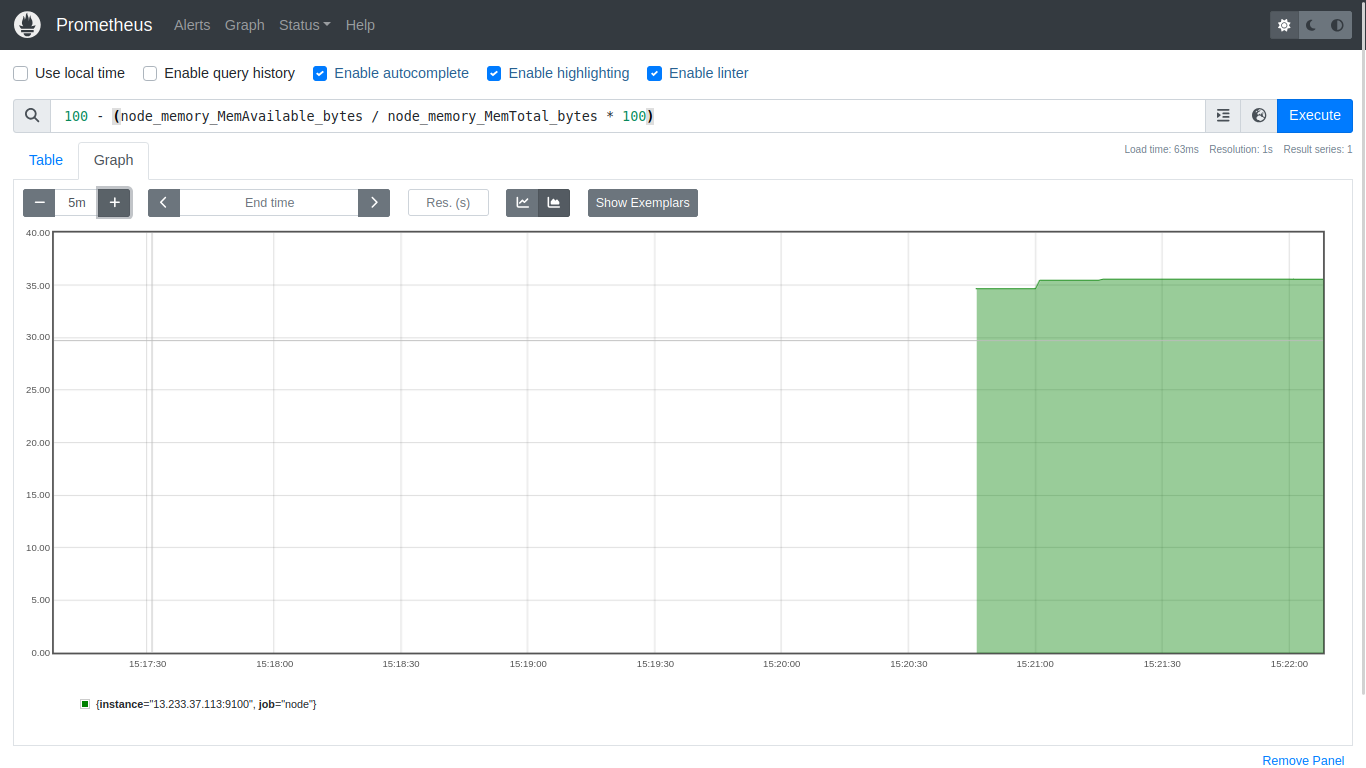 Prometheus Alerts Graph Status Help
Use local time Enable query history Enable autocomplete Enable highlighting Enable linter
100 - (node_memory_MemAvailable_bytes / node_memory_MemTotal_bytes * 100) Execute
Load time: 63ms Resolution: 1s Result series: 1
Table Graph
5m End time Res. (s) Show Exemplars
40.00
35.00
30.00
25.00
20.00
15.00
10.00
5.00
0.00
15:17:30 15:18:00 15:18:30 15:19:00 15:19:30 15:20:00 15:20:30 15:21:00 15:21:30 15:22:00
{instance="13.233.37.113:9100", job="node"}
Remove Panel